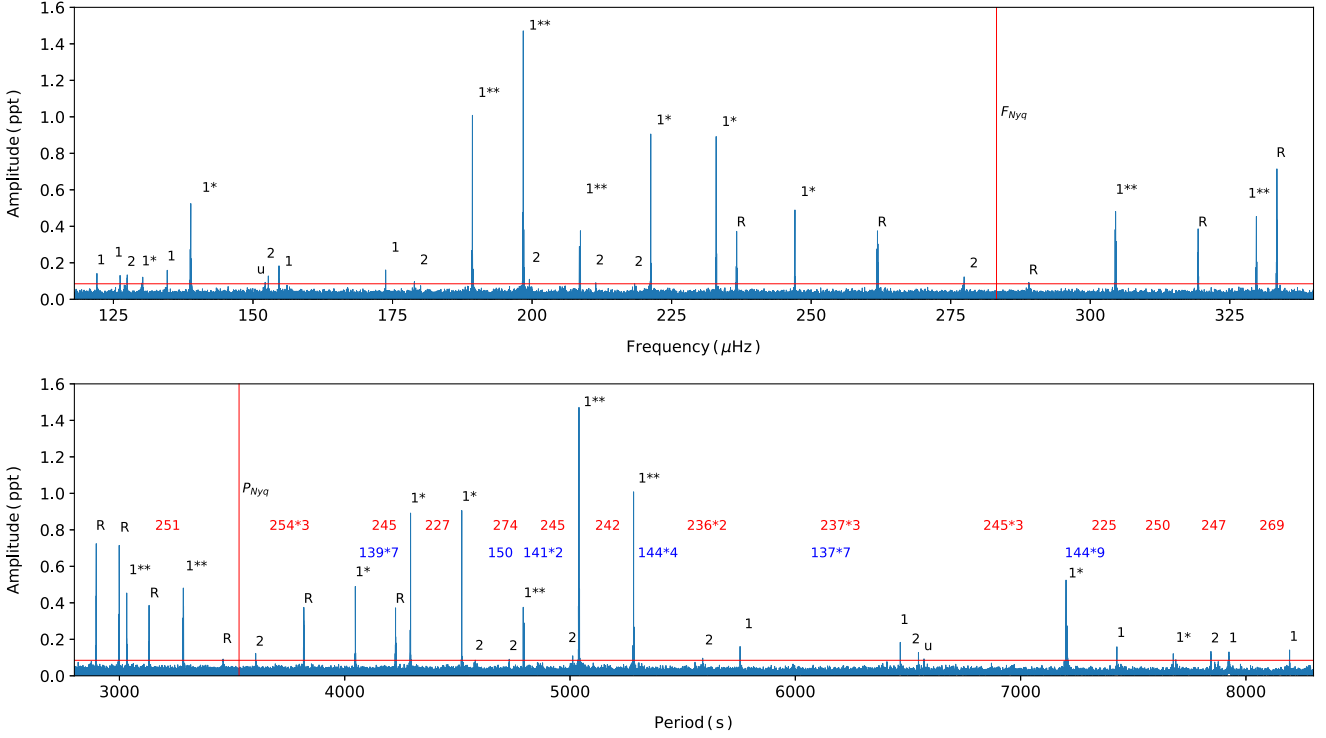 1.6
1.4
1.2
1.0
0.8
0.6
0.4
0.2
0.0
Amplitude (ppt)
1 1 2 1* 1 1* u 2 1 1 2 1** 1** 2 1** 2 2 1* 1* R 1* R 2 F_Nyq R 1** R 1** R
125 150 175 200 225 250 275 300 325
Frequency (μHz)
1.6
1.4
1.2
1.0
0.8
0.6
0.4
0.2
0.0
Amplitude (ppt)
P_Nyq
251 254*3 245 227 274 245 242 236*2 237*3 245*3 225 250 247 269
139*7 150 141*2 144*4 137*7 144*9
R R 1** R 1** R 2 R 1* R 1* 1* 2 2 1** 2 1** 1** 2 1 1 2 u 1* 1 1* 2 1 1
3000 4000 5000 6000 7000 8000
Period (s)